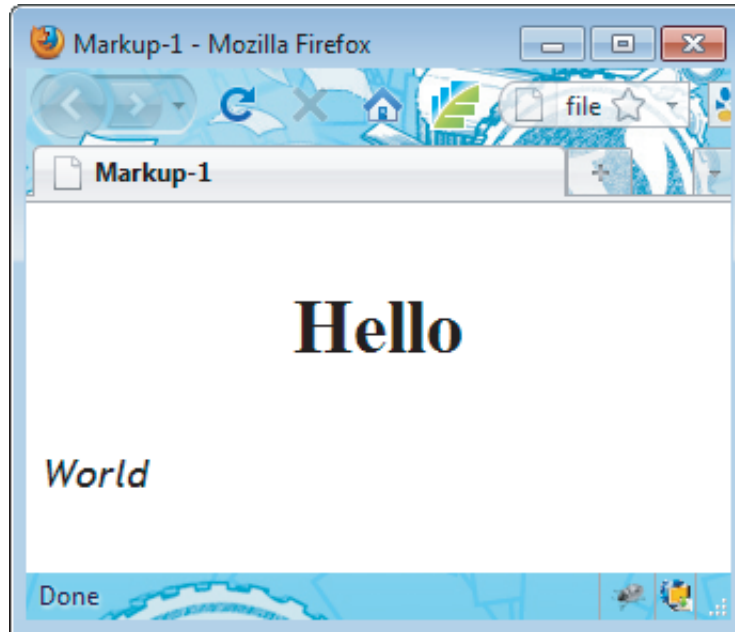 Markup-1 - Mozilla Firefox
file
Markup-1
Hello
World
Done